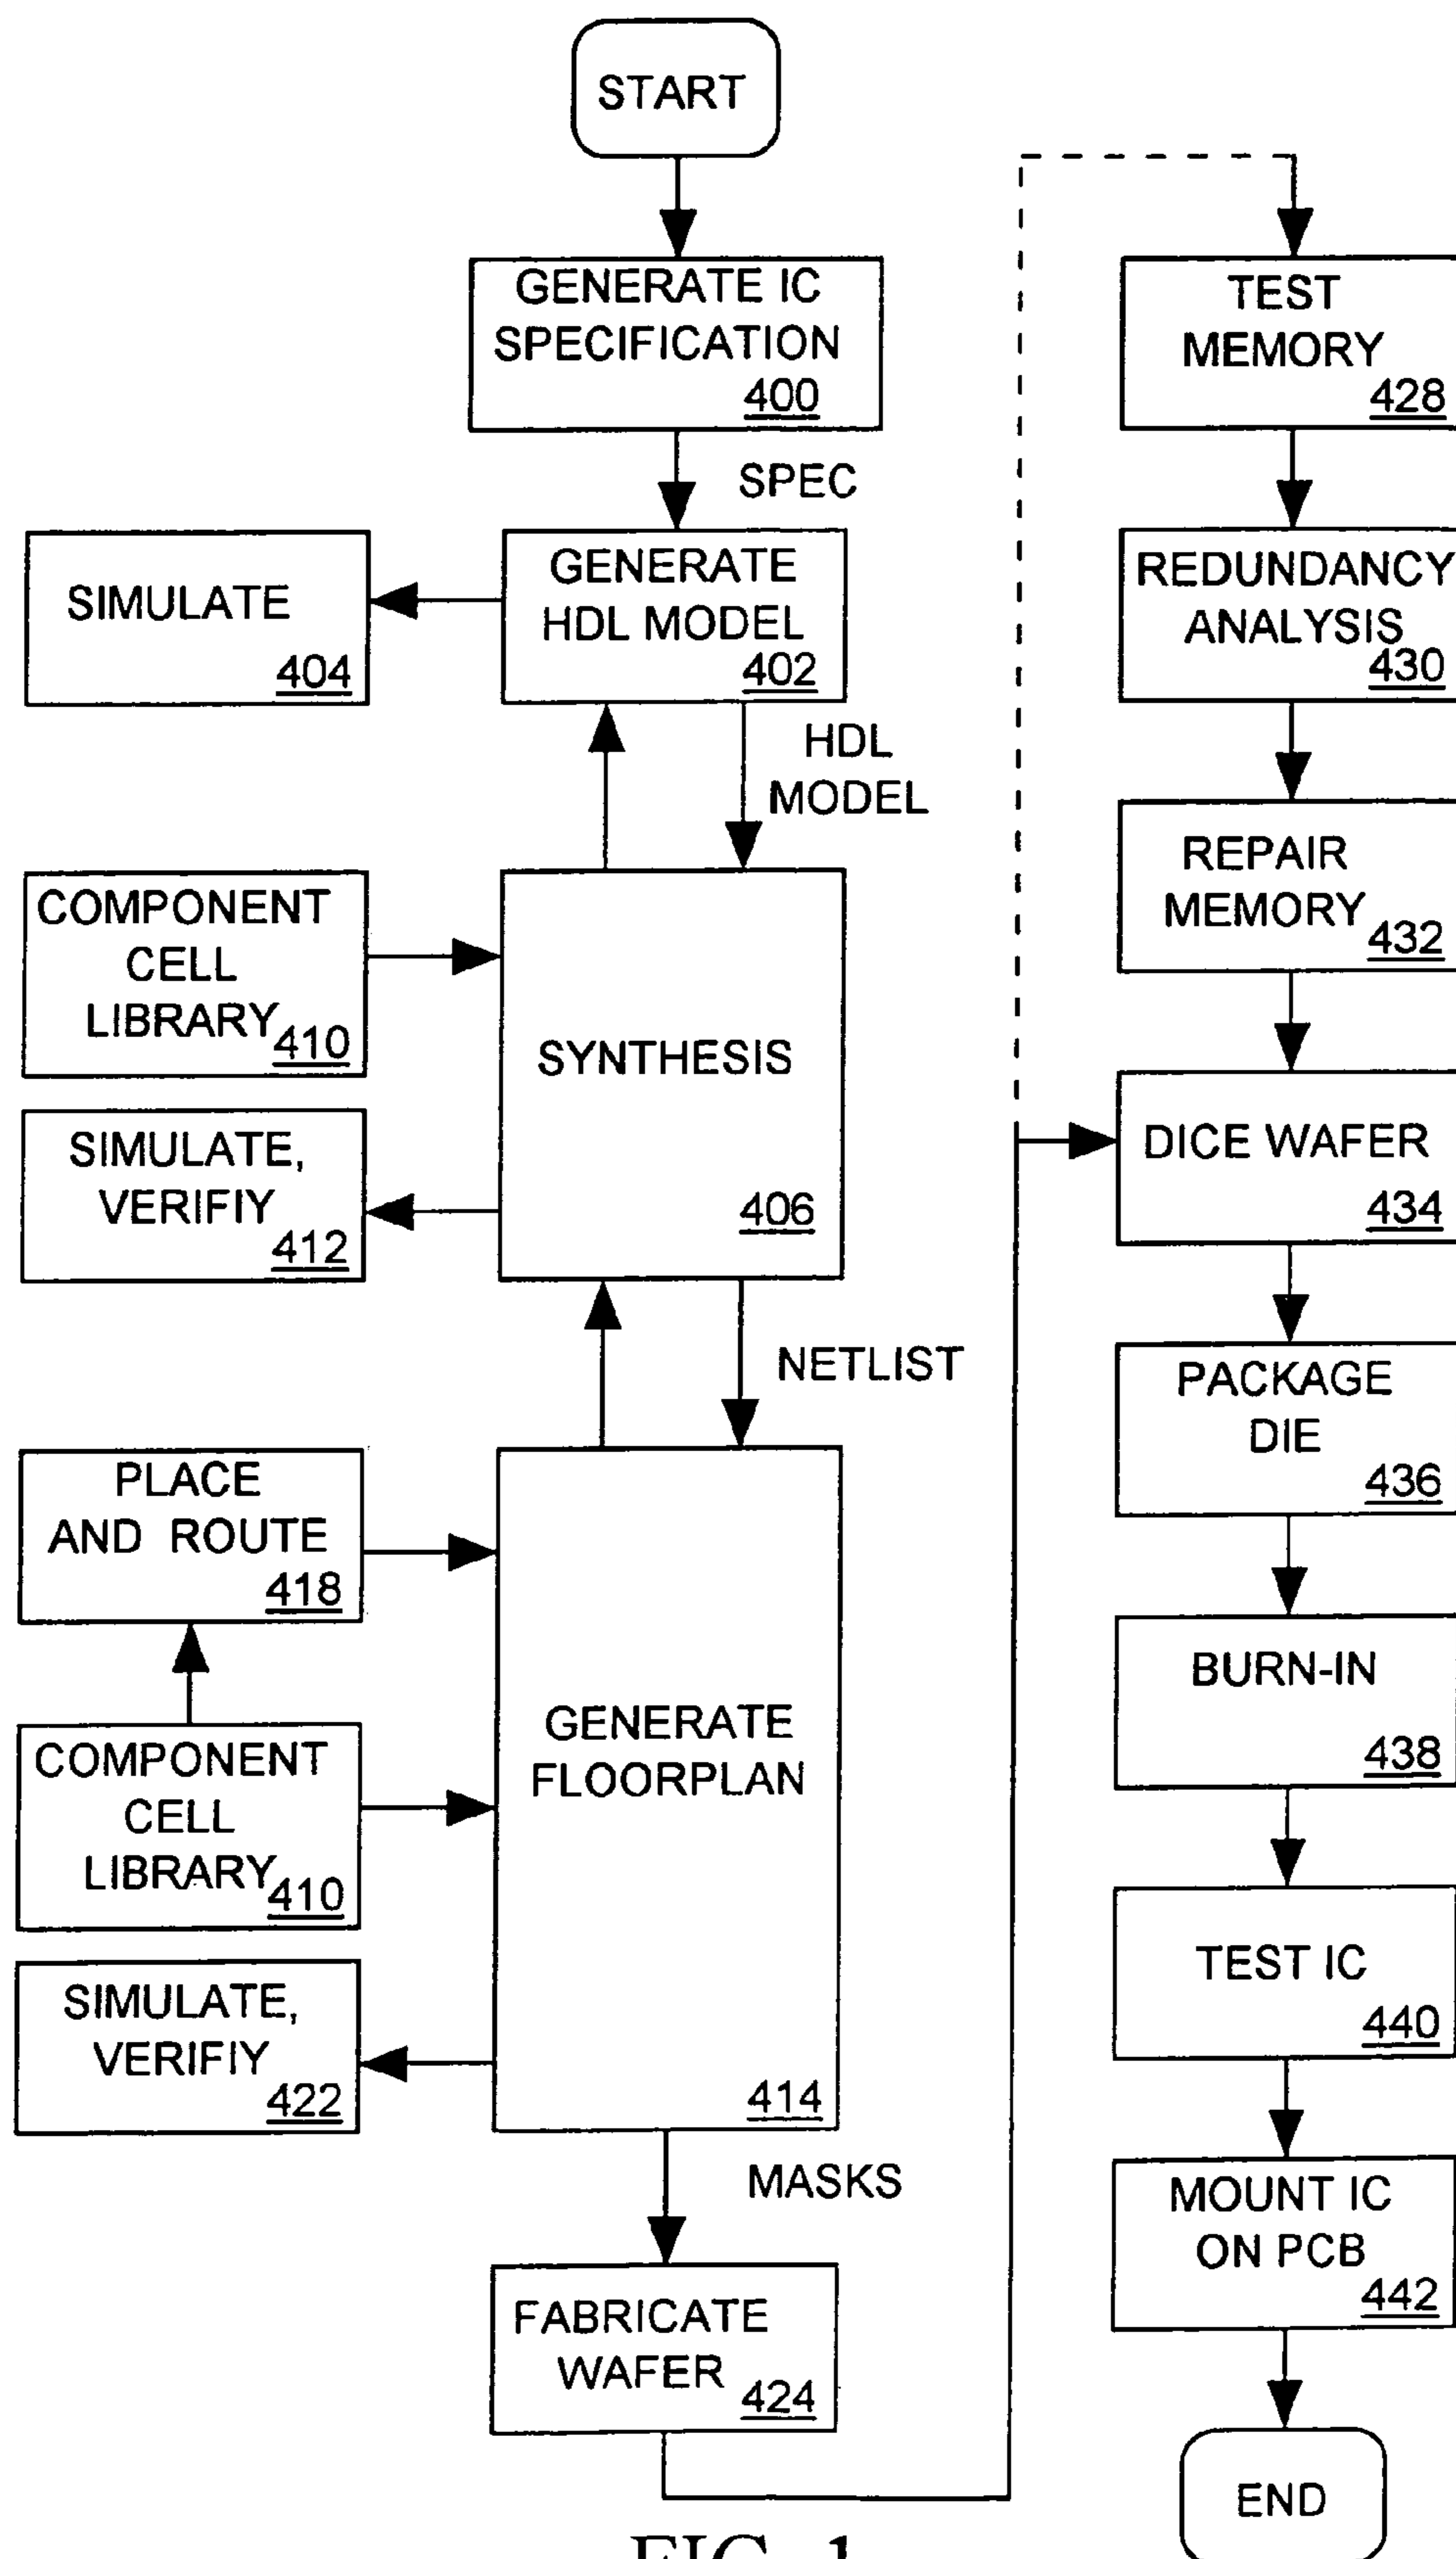 START
GENERATE IC
SPECIFICATION
400
SPEC
GENERATE
HDL MODEL
402
SIMULATE
404
HDL
MODEL
COMPONENT
CELL
LIBRARY
410
SYNTHESIS
406
SIMULATE,
VERIFIY
412
NETLIST
PLACE
AND ROUTE
418
COMPONENT
CELL
LIBRARY
410
GENERATE
FLOORPLAN
414
SIMULATE,
VERIFIY
422
MASKS
FABRICATE
WAFER
424
TEST
MEMORY
428
REDUNDANCY
ANALYSIS
430
REPAIR
MEMORY
432
DICE WAFER
434
PACKAGE
DIE
436
BURN-IN
438
TEST IC
440
MOUNT IC
ON PCB
442
END
FIG. 1